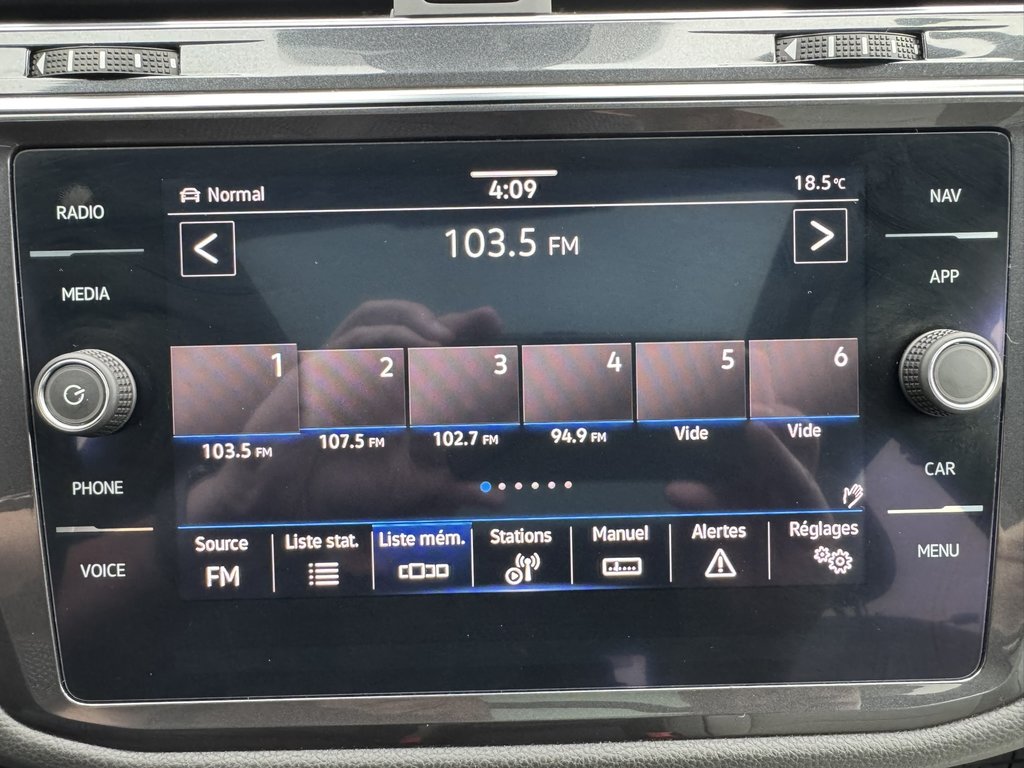 RADIO
MEDIA
PHONE
VOICE
Normal
4:09
18.5°C
103.5 FM
1
2
3
4
5
6
103.5 FM
107.5 FM
102.7 FM
94.9 FM
Vide
Vide
Source
FM
Liste stat.
Liste mém.
Stations
Manuel
Alertes
Réglages
NAV
APP
CAR
MENU